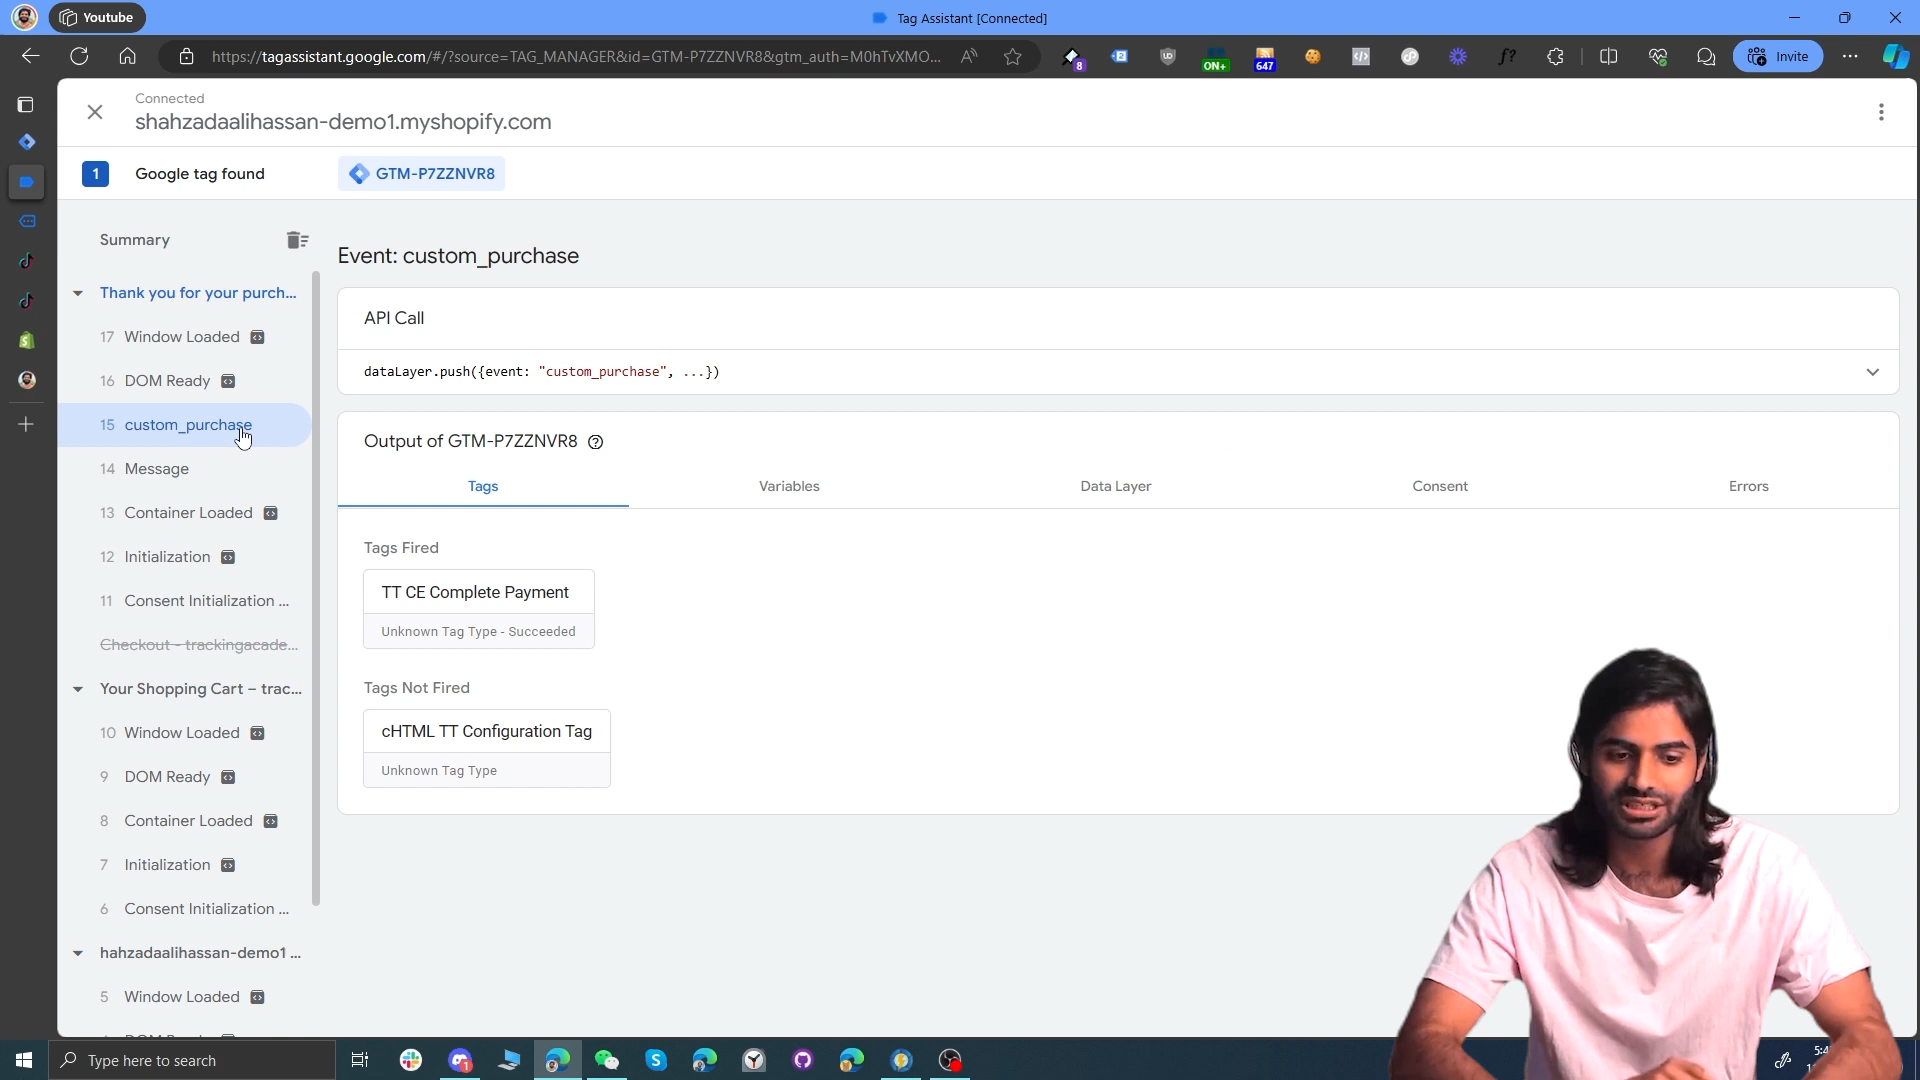 Youtube
Tag Assistant [Connected]
https://tagassistant.google.com/#/?source=TAG_MANAGER&id=GTM-P7ZZNVR8&gtm_auth=M0hTvXMO...
8
ON+
647
Invite
Connected
shahzadaalihassan-demo1.myshopify.com
1 Google tag found GTM-P7ZZNVR8
Summary
Thank you for your purch...
17 Window Loaded
16 DOM Ready
15 custom_purchase
14 Message
13 Container Loaded
12 Initialization
11 Consent Initialization ...
Checkout - trackingacade...
Your Shopping Cart – trac...
10 Window Loaded
9 DOM Ready
8 Container Loaded
7 Initialization
6 Consent Initialization ...
hahzadaalihassan-demo1 ...
5 Window Loaded
Event: custom_purchase
API Call
dataLayer.push({event: "custom_purchase", ...})
Output of GTM-P7ZZNVR8
Tags Variables Data Layer Consent Errors
Tags Fired
TT CE Complete Payment
Unknown Tag Type - Succeeded
Tags Not Fired
cHTML TT Configuration Tag
Unknown Tag Type
Type here to search